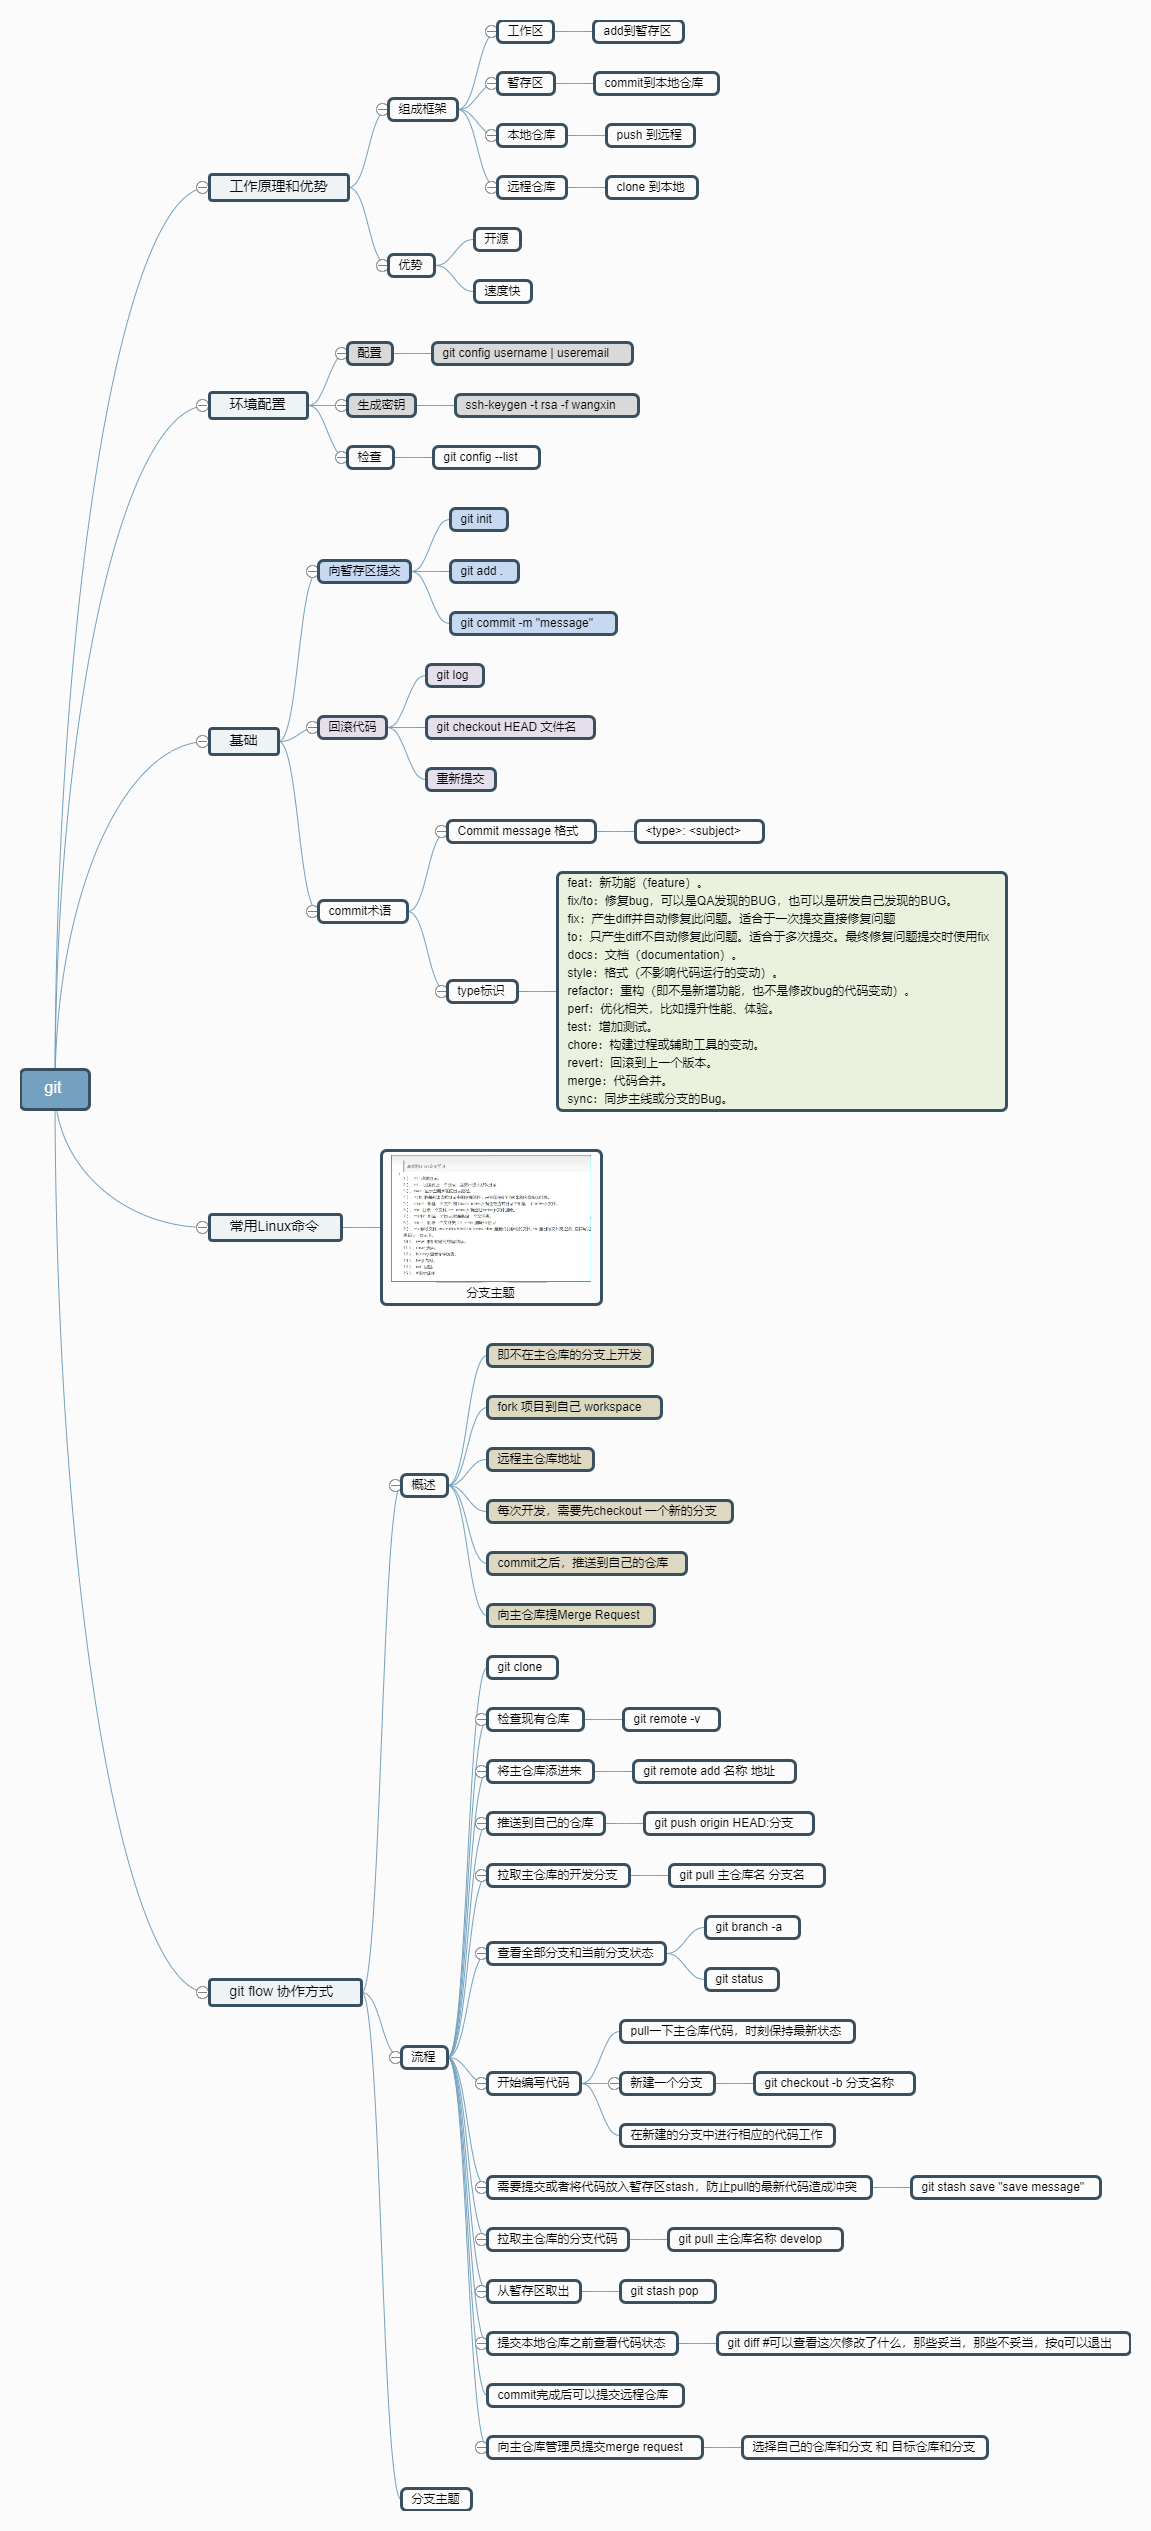 git
工作原理和优势
组成框架
工作区
add到暂存区
暂存区
commit到本地仓库
本地仓库
push 到远程
远程仓库
clone 到本地
优势
开源
速度快
环境配置
配置
git config username | useremail
生成密钥
ssh-keygen -t rsa -f wangxin
检查
git config --list
基础
向暂存区提交
git init
git add .
git commit -m "message"
回滚代码
git log
git checkout HEAD 文件名
重新提交
commit术语
Commit message 格式
<type>: <subject>
type标识
feat：新功能（feature）。
fix/to：修复bug，可以是QA发现的BUG，也可以是研发自己发现的BUG。
fix：产生diff并自动修复此问题。适合于一次提交直接修复问题
to：只产生diff不自动修复此问题。适合于多次提交。最终修复问题提交时使用fix
docs：文档（documentation）。
style：格式（不影响代码运行的变动）。
refactor：重构（即不是新增功能，也不是修改bug的代码变动）。
perf：优化相关，比如提升性能、体验。
test：增加测试。
chore：构建过程或辅助工具的变动。
revert：回滚到上一个版本。
merge：代码合并。
sync：同步主线或分支的Bug。
常用Linux命令
分支主题
git flow 协作方式
概述
即不在主仓库的分支上开发
fork 项目到自己 workspace
远程主仓库地址
每次开发，需要先checkout 一个新的分支
commit之后，推送到自己的仓库
向主仓库提Merge Request
流程
git clone
检查现有仓库
git remote -v
将主仓库添进来
git remote add 名称 地址
推送到自己的仓库
git push origin HEAD:分支
拉取主仓库的开发分支
git pull 主仓库名 分支名
查看全部分支和当前分支状态
git branch -a
git status
开始编写代码
pull一下主仓库代码，时刻保持最新状态
新建一个分支
git checkout -b 分支名称
在新建的分支中进行相应的代码工作
需要提交或者将代码放入暂存区stash，防止pull的最新代码造成冲突
git stash save "save message"
拉取主仓库的分支代码
git pull 主仓库名称 develop
从暂存区取出
git stash pop
提交本地仓库之前查看代码状态
git diff #可以查看这次修改了什么，那些妥当，那些不妥当，按q可以退出
commit完成后可以提交远程仓库
向主仓库管理员提交merge request
选择自己的仓库和分支 和 目标仓库和分支
分支主题